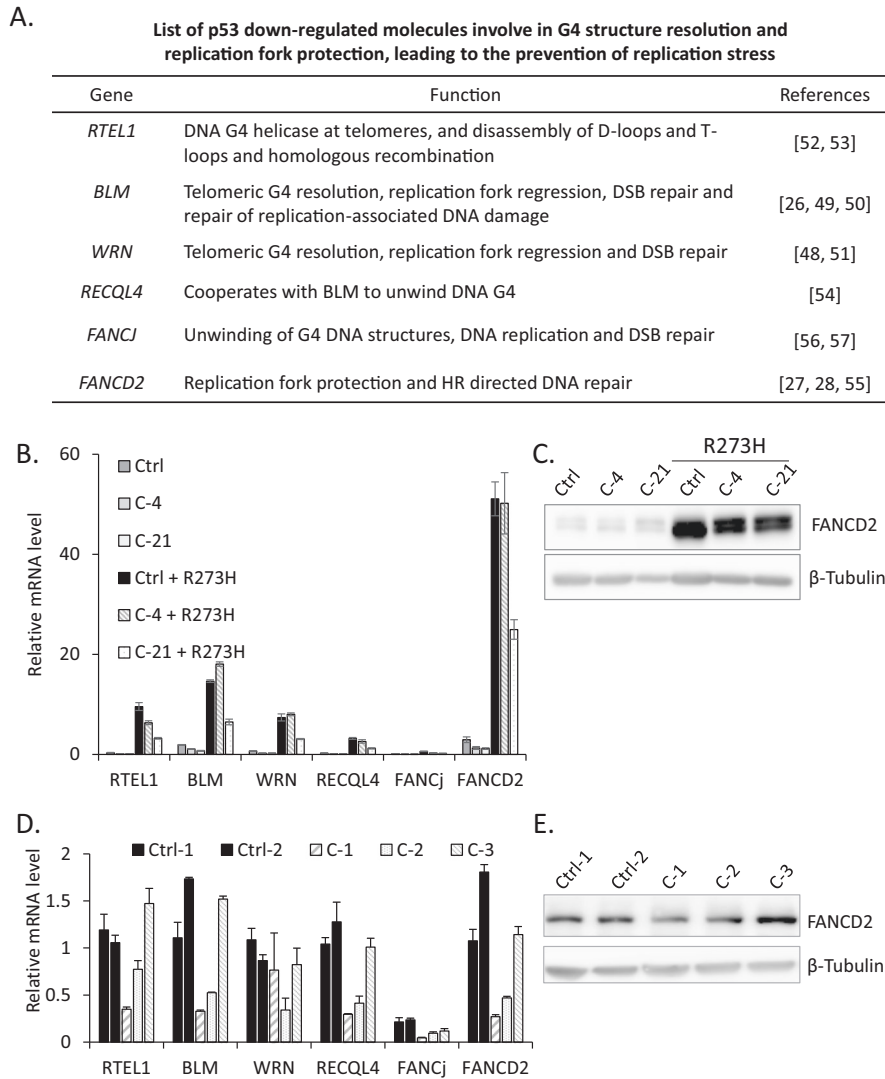 A.
List of p53 down-regulated molecules involve in G4 structure resolution and
replication fork protection, leading to the prevention of replication stress
Gene Function References
RTEL1 DNA G4 helicase at telomeres, and disassembly of D-loops and T-
loops and homologous recombination [52, 53]
BLM Telomeric G4 resolution, replication fork regression, DSB repair and
repair of replication-associated DNA damage [26, 49, 50]
WRN Telomeric G4 resolution, replication fork regression and DSB repair [48, 51]
RECQL4 Cooperates with BLM to unwind DNA G4 [54]
FANCJ Unwinding of G4 DNA structures, DNA replication and DSB repair [56, 57]
FANCD2 Replication fork protection and HR directed DNA repair [27, 28, 55]
B.
Relative mRNA level
60
40
20
0
Ctrl
C-4
C-21
Ctrl + R273H
C-4 + R273H
C-21 + R273H
RTEL1 BLM WRN RECQL4 FANCj FANCD2
C.
R273H
Ctrl C-4 C-21 Ctrl C-4 C-21
FANCD2
β-Tubulin
D.
Relative mRNA level
2
1.5
1
0.5
0
Ctrl-1 Ctrl-2 C-1 C-2 C-3
RTEL1 BLM WRN RECQL4 FANCj FANCD2
E.
Ctrl-1 Ctrl-2 C-1 C-2 C-3
FANCD2
β-Tubulin